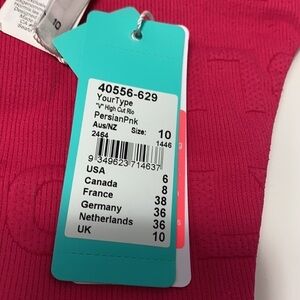 40556-629
YourType
"V" High Cut Rio
PersianPnk
Aus/NZ Size: 10
2464 1446
9 349623 714637
USA 6
Canada 8
France 38
Germany 36
Netherlands 36
UK 10
10